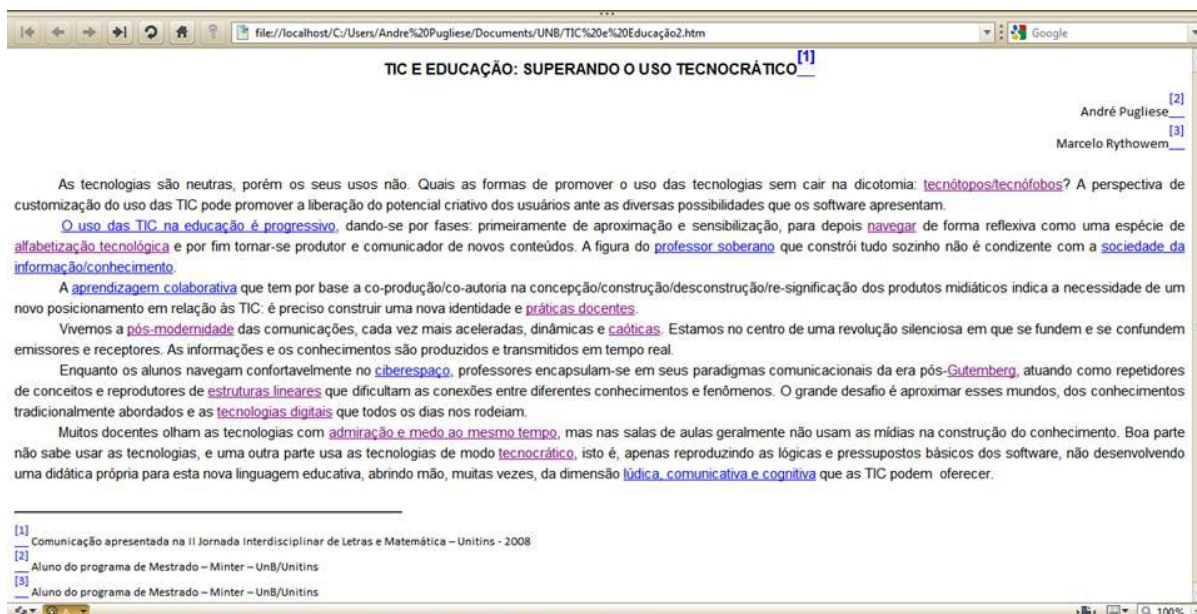 file://localhost/C:/Users/Andre%20Pugliese/Documents/UNB/TIC%20e%20Educação2.htm
Google
TIC E EDUCAÇÃO: SUPERANDO O USO TECNOCRÁTICO[1]
[2]
André Pugliese
[3]
Marcelo Rythowem
As tecnologias são neutras, porém os seus usos não. Quais as formas de promover o uso das tecnologias sem cair na dicotomia: tecnótopos/tecnófobos? A perspectiva de
customização do uso das TIC pode promover a liberação do potencial criativo dos usuários ante as diversas possibilidades que os software apresentam.
O uso das TIC na educação é progressivo, dando-se por fases: primeiramente de aproximação e sensibilização, para depois navegar de forma reflexiva como uma espécie de
alfabetização tecnológica e por fim tornar-se produtor e comunicador de novos conteúdos. A figura do professor soberano que constrói tudo sozinho não é condizente com a sociedade da
informação/conhecimento.
A aprendizagem colaborativa que tem por base a co-produção/co-autoria na concepção/construção/desconstrução/re-significação dos produtos midiáticos indica a necessidade de um
novo posicionamento em relação às TIC: é preciso construir uma nova identidade e práticas docentes.
Vivemos a pós-modernidade das comunicações, cada vez mais aceleradas, dinâmicas e caóticas. Estamos no centro de uma revolução silenciosa em que se fundem e se confundem
emissores e receptores. As informações e os conhecimentos são produzidos e transmitidos em tempo real.
Enquanto os alunos navegam confortavelmente no ciberespaço, professores encapsulam-se em seus paradigmas comunicacionais da era pós-Gutemberg, atuando como repetidores
de conceitos e reprodutores de estruturas lineares que dificultam as conexões entre diferentes conhecimentos e fenômenos. O grande desafio é aproximar esses mundos, dos conhecimentos
tradicionalmente abordados e as tecnologias digitais que todos os dias nos rodeiam.
Muitos docentes olham as tecnologias com admiração e medo ao mesmo tempo, mas nas salas de aulas geralmente não usam as mídias na construção do conhecimento. Boa parte
não sabe usar as tecnologias, e uma outra parte usa as tecnologias de modo tecnocrático, isto é, apenas reproduzindo as lógicas e pressupostos básicos dos software, não desenvolvendo
uma didática própria para esta nova linguagem educativa, abrindo mão, muitas vezes, da dimensão lúdica, comunicativa e cognitiva que as TIC podem oferecer.
[1]
Comunicação apresentada na II Jornada Interdisciplinar de Letras e Matemática – Unitins - 2008
[2]
Aluno do programa de Mestrado – Minter – UnB/Unitins
[3]
Aluno do programa de Mestrado – Minter – UnB/Unitins
100%